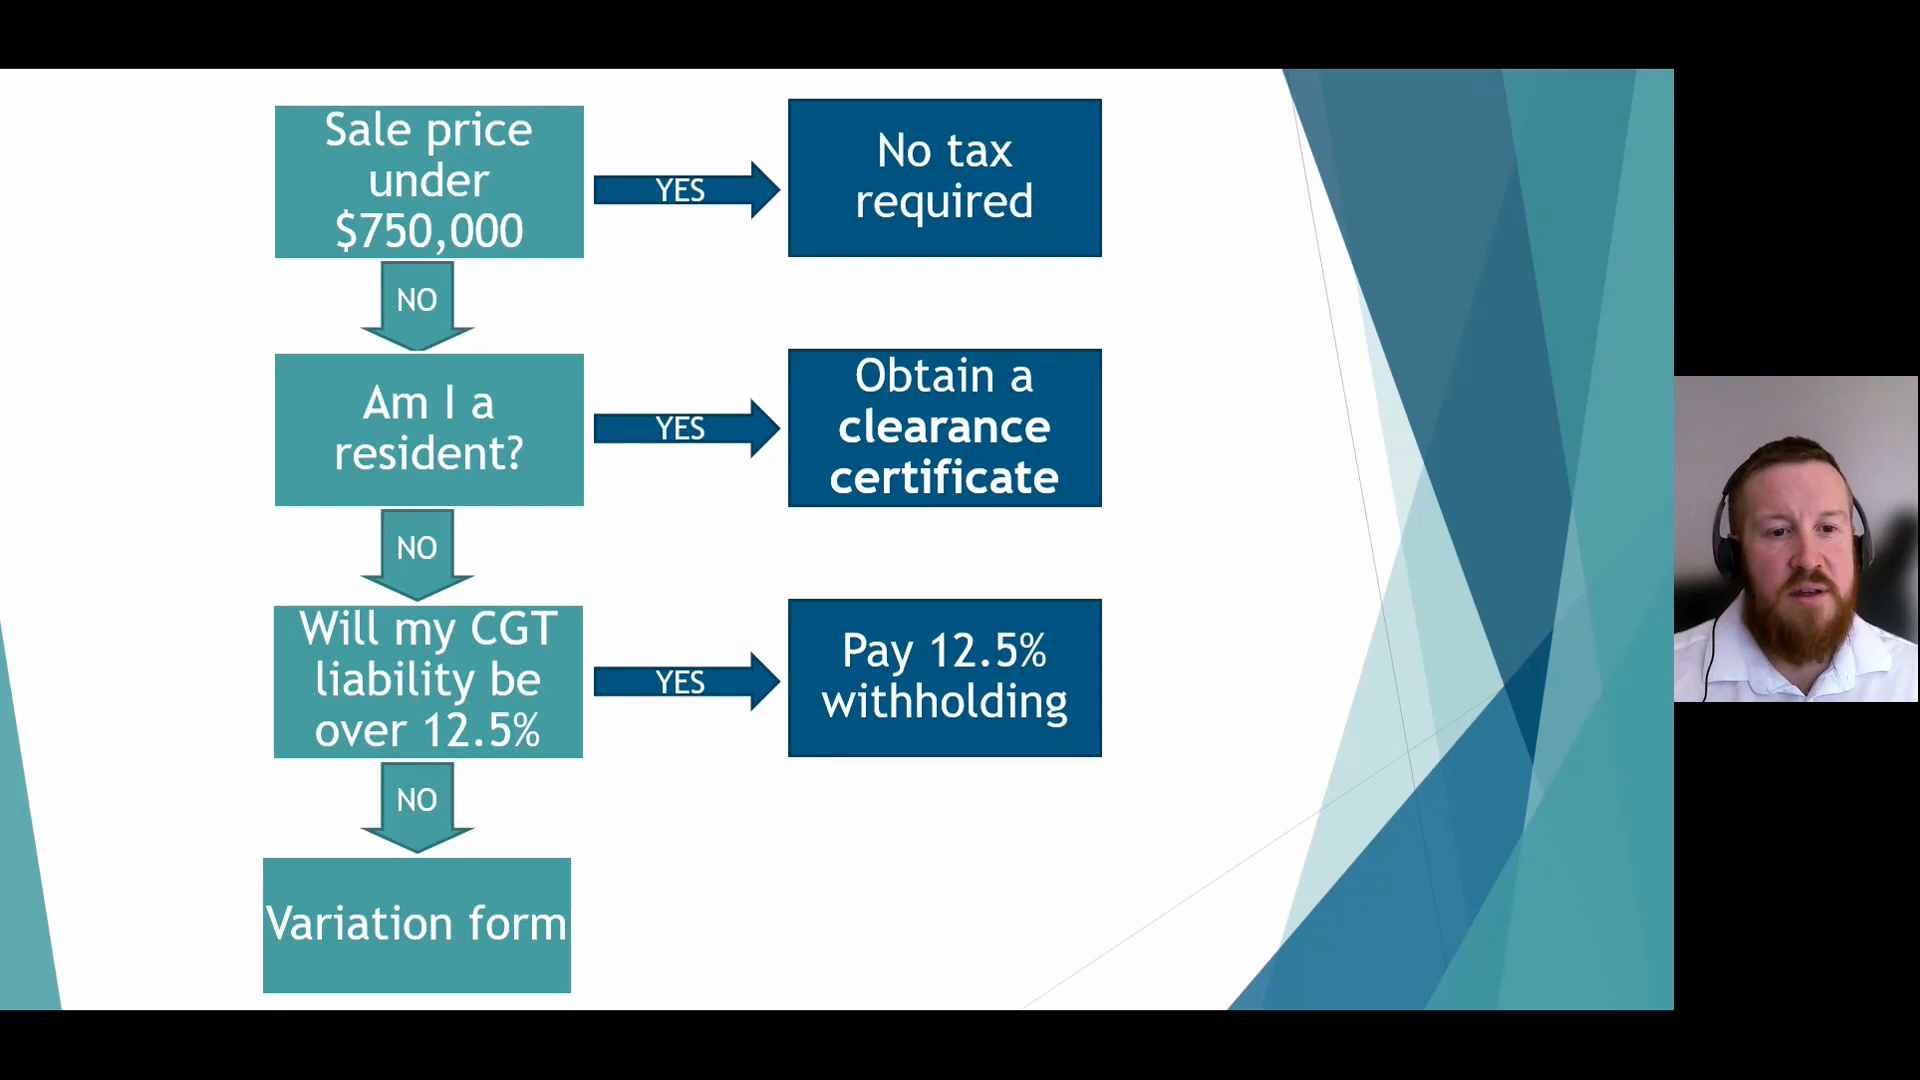 Sale price
under
$750,000
YES
No tax
required
NO
Am I a
resident?
YES
Obtain a
clearance
certificate
NO
Will my CGT
liability be
over 12.5%
YES
Pay 12.5%
withholding
NO
Variation form